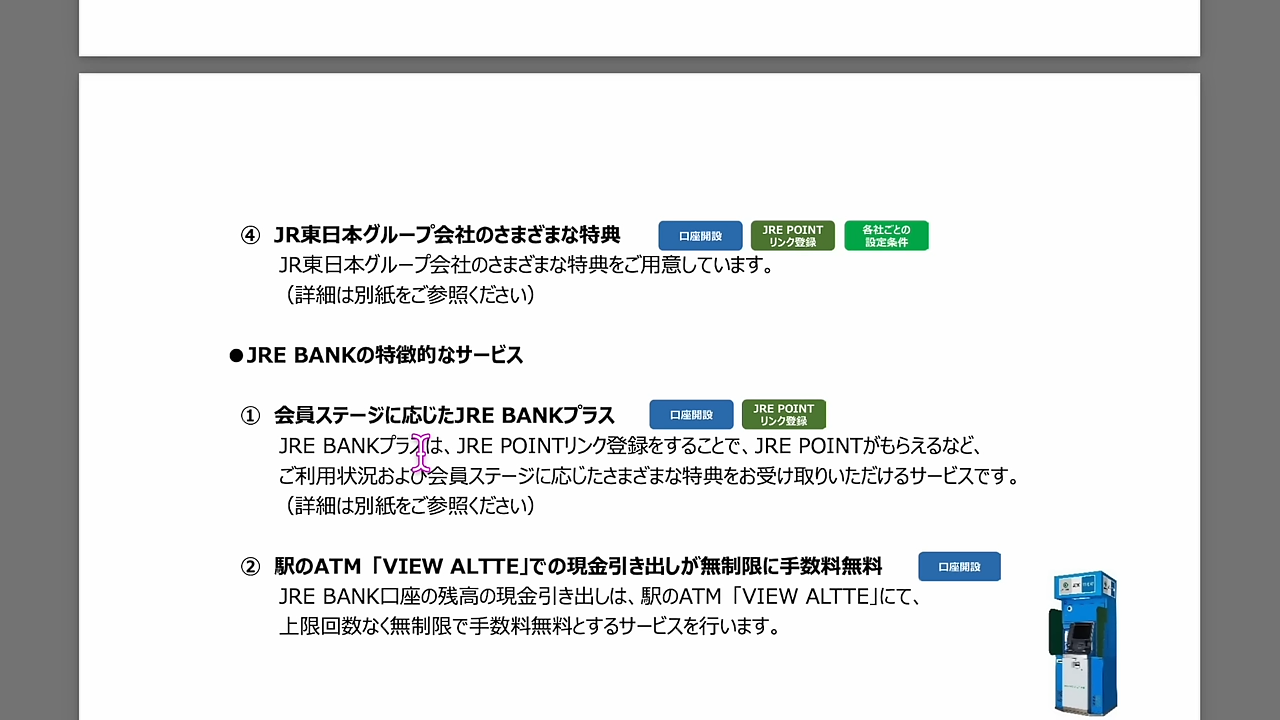 ④ JR東日本グループ会社のさまざまな特典 口座開設 JRE POINT リンク登録 各社ごとの 設定条件
JR東日本グループ会社のさまざまな特典をご用意しています。
（詳細は別紙をご参照ください）
●JRE BANKの特徴的なサービス
① 会員ステージに応じたJRE BANKプラス 口座開設 JRE POINT リンク登録
JRE BANKプラスは、JRE POINTリンク登録をすることで、JRE POINTがもらえるなど、
ご利用状況および会員ステージに応じたさまざまな特典をお受け取りいただけるサービスです。
（詳細は別紙をご参照ください）
② 駅のATM「VIEW ALTTE」での現金引き出しが無制限に手数料無料 口座開設
JRE BANK口座の残高の現金引き出しは、駅のATM「VIEW ALTTE」にて、
上限回数なく無制限で手数料無料とするサービスを行います。